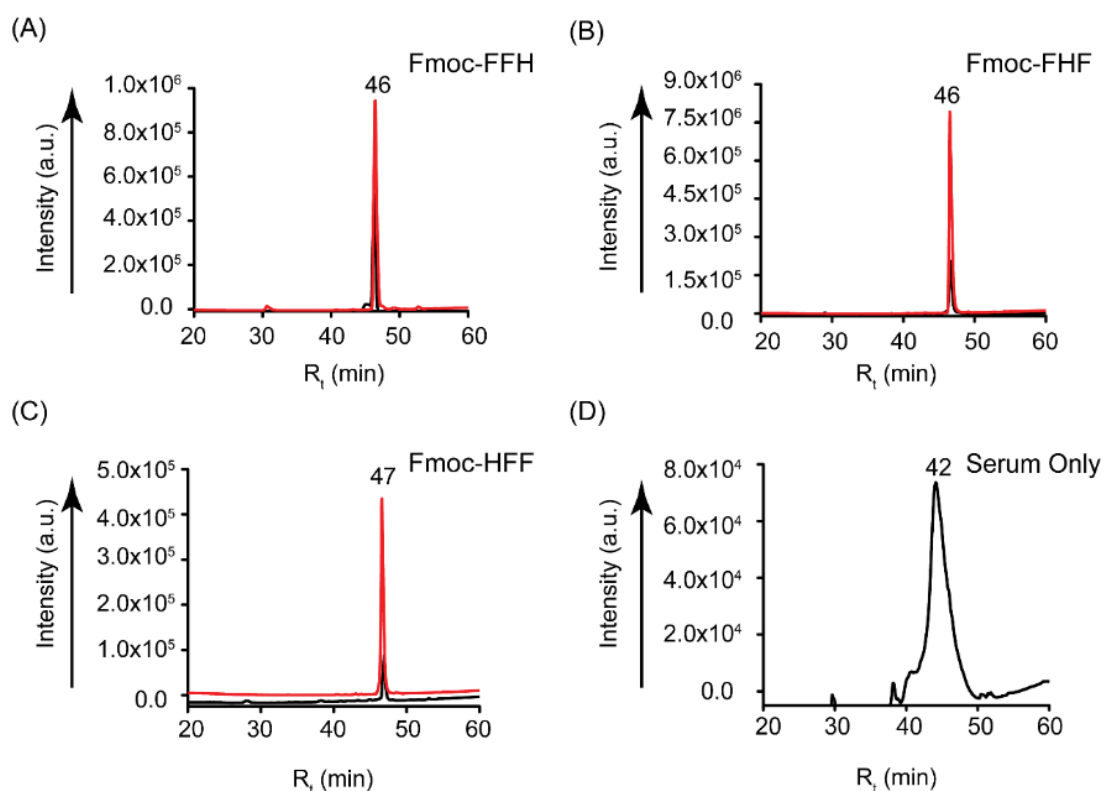 (A)
Fmoc-FFH
46
1.0x10⁶
8.0x10⁵
6.0x10⁵
4.0x10⁵
2.0x10⁵
0.0
Intensity (a.u.)
20 30 40 50 60
Rₜ (min)
(B)
Fmoc-FHF
46
9.0x10⁶
7.5x10⁶
6.0x10⁵
4.5x10⁵
3.0x10⁵
1.5x10⁵
0.0
Intensity (a.u.)
20 30 40 50 60
Rₜ (min)
(C)
Fmoc-HFF
47
5.0x10⁵
4.0x10⁵
3.0x10⁵
2.0x10⁵
1.0x10⁵
0.0
Intensity (a.u.)
20 30 40 50 60
Rₜ (min)
(D)
Serum Only
42
8.0x10⁴
6.0x10⁴
4.0x10⁴
2.0x10⁴
0.0
Intensity (a.u.)
20 30 40 50 60
Rₜ (min)